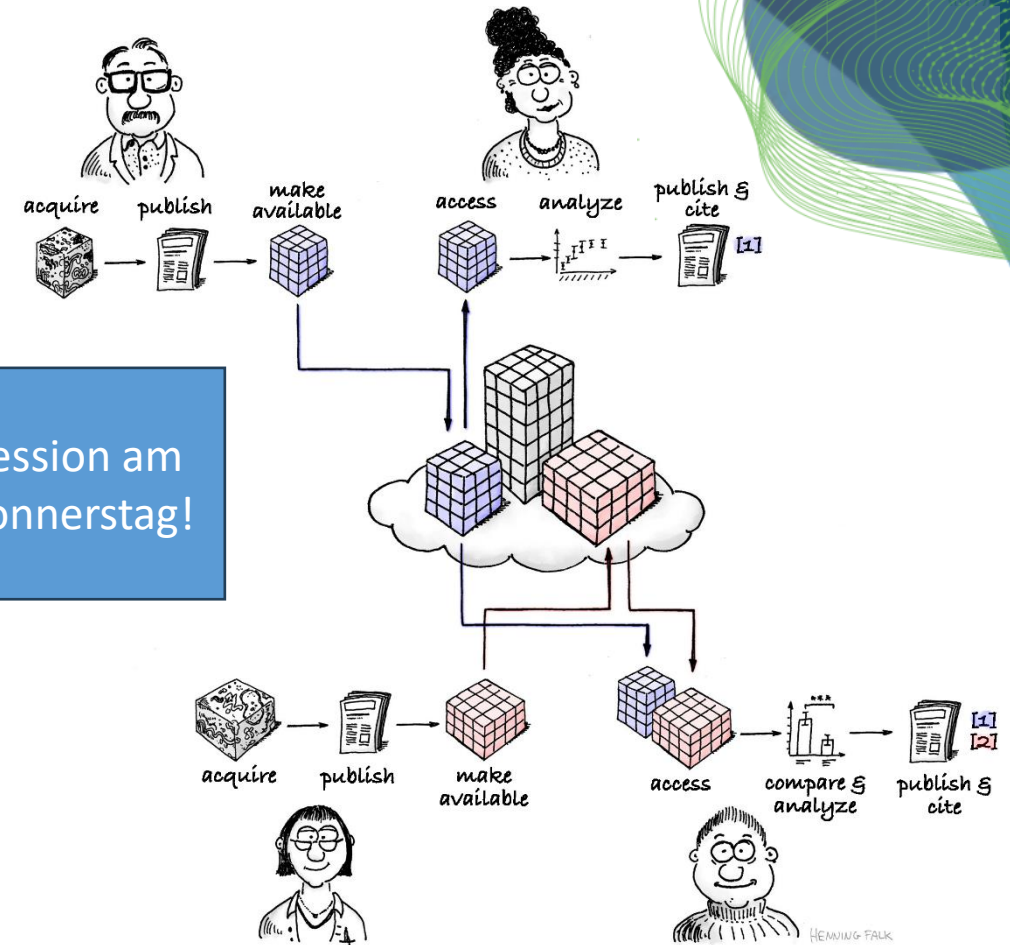 acquire
publish
make
available
access
analyze
publish &
cite
[1]
ession am
onnerstag!
acquire
publish
make
available
access
compare &
analyze
publish &
cite
[1]
[2]
HENNING FALK